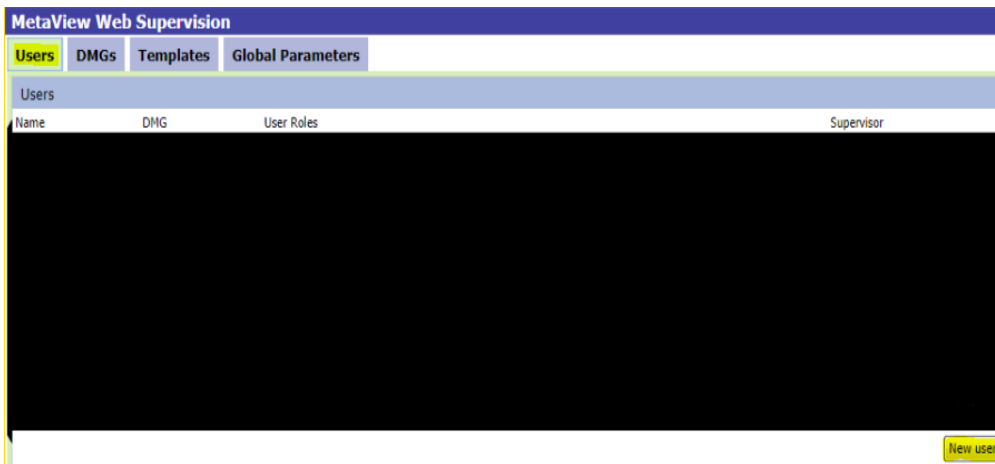 MetaView Web Supervision
Users DMGs Templates Global Parameters
Users
Name DMG User Roles Supervisor
New user